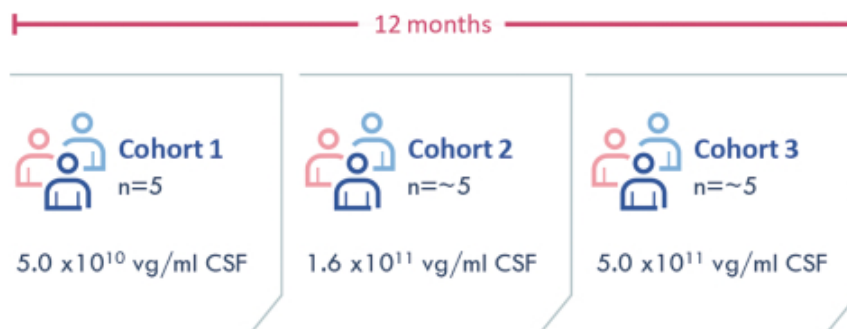 12 months
Cohort 1
n=5
5.0 x10¹⁰ vg/ml CSF
Cohort 2
n=~5
1.6 x10¹¹ vg/ml CSF
Cohort 3
n=~5
5.0 x10¹¹ vg/ml CSF